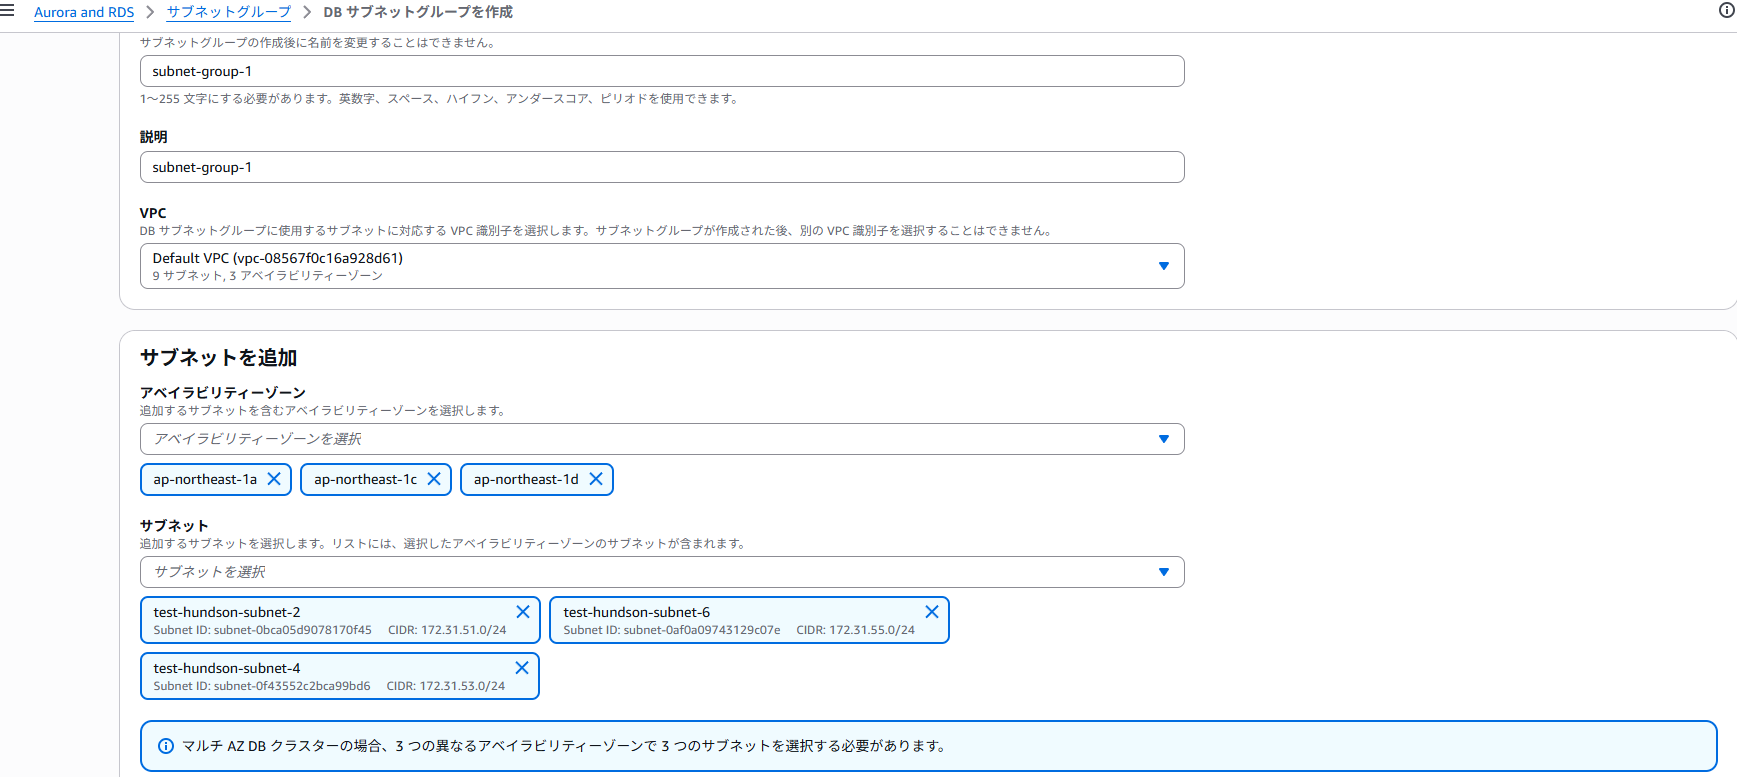 Aurora and RDS > サブネットグループ > DB サブネットグループを作成
サブネットグループの作成後に名前を変更することはできません。
subnet-group-1
1～255 文字にする必要があります。英数字、スペース、ハイフン、アンダースコア、ピリオドを使用できます。
説明
subnet-group-1
VPC
DB サブネットグループに使用するサブネットに対応する VPC 識別子を選択します。サブネットグループが作成された後、別の VPC 識別子を選択することはできません。
Default VPC (vpc-08567f0c16a928d61)
9 サブネット, 3 アベイラビリティーゾーン
サブネットを追加
アベイラビリティーゾーン
追加するサブネットを含むアベイラビリティーゾーンを選択します。
アベイラビリティーゾーンを選択
ap-northeast-1a ap-northeast-1c ap-northeast-1d
サブネット
追加するサブネットを選択します。リストには、選択したアベイラビリティーゾーンのサブネットが含まれます。
サブネットを選択
test-hundson-subnet-2
Subnet ID: subnet-0bca05d9078170f45 CIDR: 172.31.51.0/24
test-hundson-subnet-6
Subnet ID: subnet-0af0a09743129c07e CIDR: 172.31.55.0/24
test-hundson-subnet-4
Subnet ID: subnet-0f43552c2bca99bd6 CIDR: 172.31.53.0/24
マルチ AZ DB クラスターの場合、3 つの異なるアベイラビリティーゾーンで 3 つのサブネットを選択する必要があります。